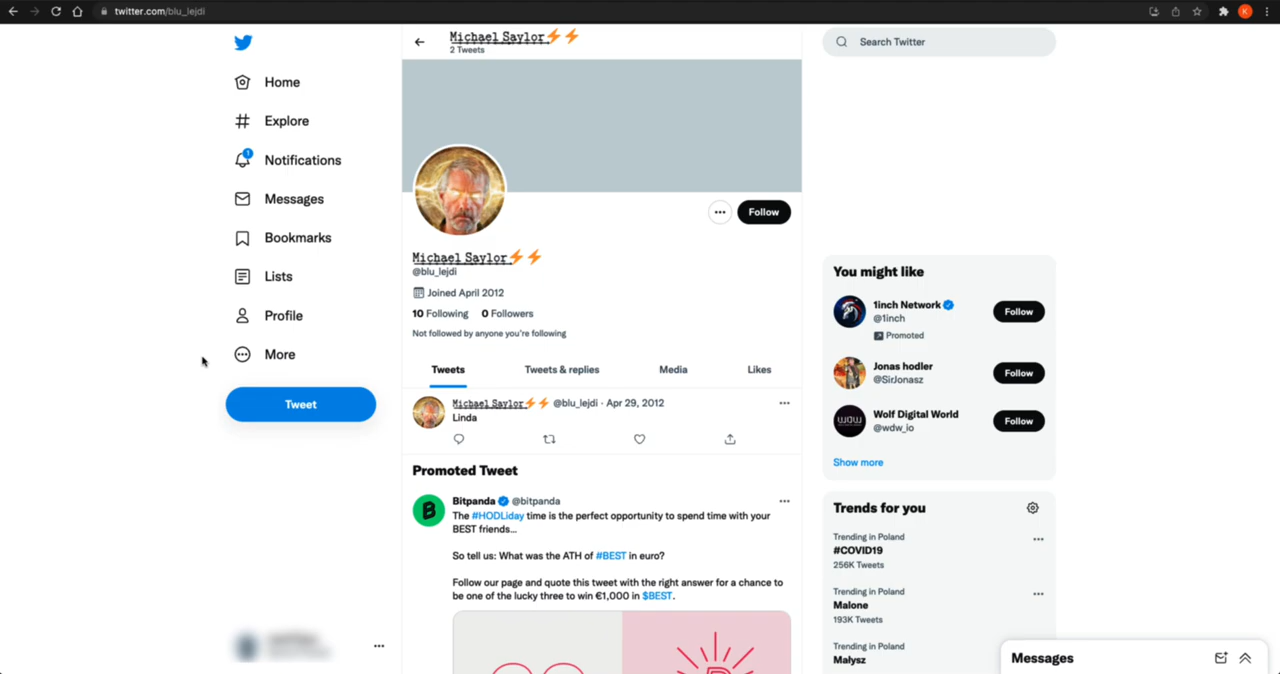 twitter.com/blu_lejdi
K
Michael Saylor⚡⚡
2 Tweets
Search Twitter
Home
Explore
1
Notifications
Messages
Bookmarks
Lists
Profile
More
Tweet
Follow
Michael Saylor⚡⚡
@blu_lejdi
Joined April 2012
10 Following 0 Followers
Not followed by anyone you're following
Tweets Tweets & replies Media Likes
Michael Saylor⚡⚡ @blu_lejdi · Apr 29, 2012
Linda
Promoted Tweet
Bitpanda @bitpanda
The #HODLiday time is the perfect opportunity to spend time with your
BEST friends...
So tell us: What was the ATH of #BEST in euro?
Follow our page and quote this tweet with the right answer for a chance to
be one of the lucky three to win €1,000 in $BEST.
You might like
1inch Network
@1inch
Promoted
Follow
Jonas hodler
@SirJonasz
Follow
WDW
Wolf Digital World
@wdw_io
Follow
Show more
Trends for you
Trending in Poland
#COVID19
256K Tweets
Trending in Poland
Malone
193K Tweets
Trending in Poland
Małysz
Messages